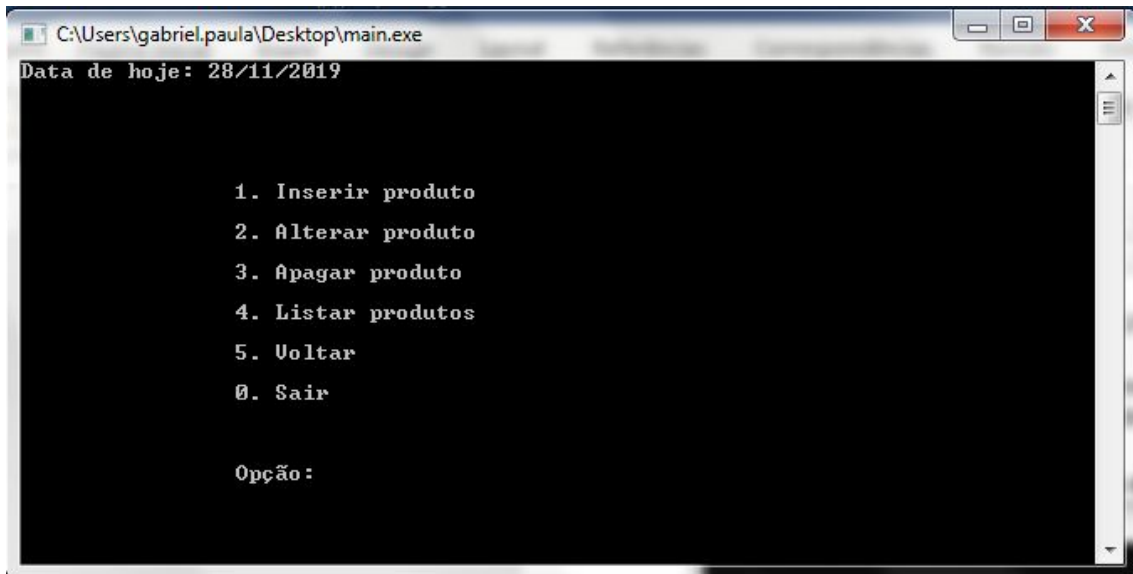 C:\Users\gabriel.paula\Desktop\main.exe
Data de hoje: 28/11/2019
1. Inserir produto
2. Alterar produto
3. Apagar produto
4. Listar produtos
5. Voltar
0. Sair
Opção: